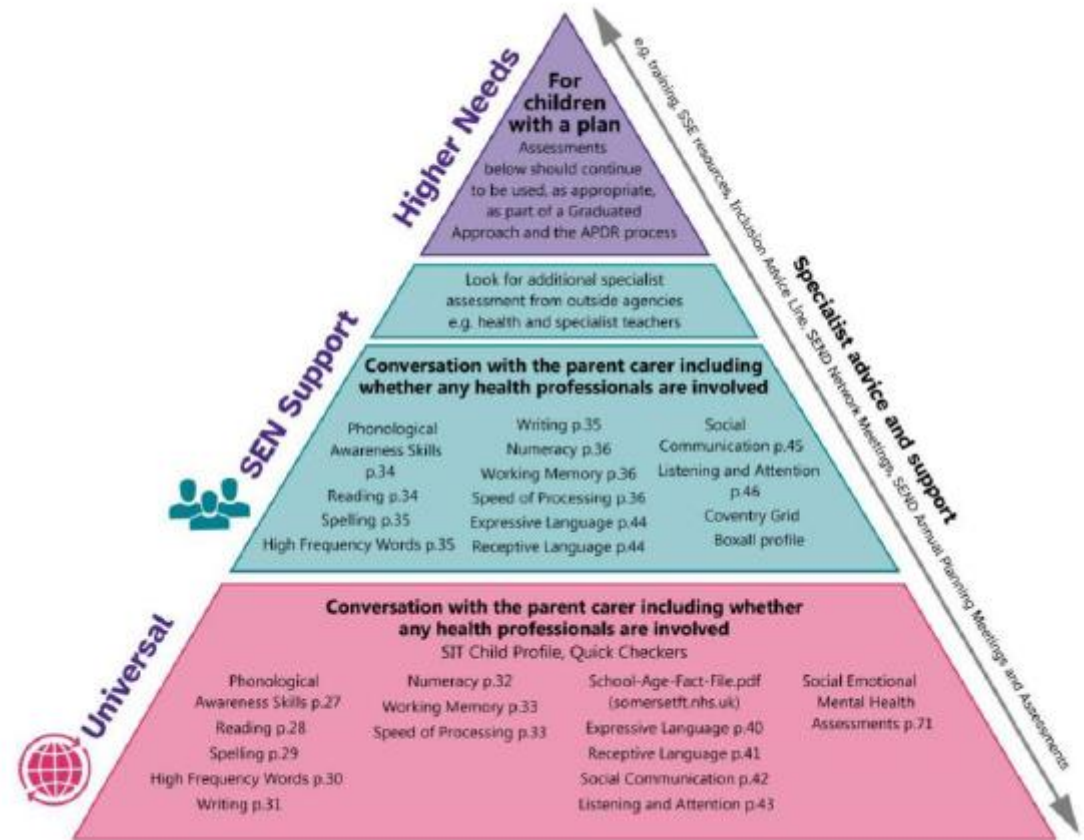 Higher Needs
For
children
with a plan
Assessments
below should continue
to be used, as appropriate,
as part of a Graduated
Approach and the APDR process
SEN Support
Look for additional specialist
assessment from outside agencies
e.g. health and specialist teachers
Conversation with the parent carer including
whether any health professionals are involved
Phonological
Awareness Skills
p.34
Reading p.34
Spelling p.35
High Frequency Words p.35
Writing p.35
Numeracy p.36
Working Memory p.36
Speed of Processing p.36
Expressive Language p.44
Receptive Language p.44
Social
Communication p.45
Listening and Attention
p.46
Coventry Grid
Boxall profile
Universal
Conversation with the parent carer including whether
any health professionals are involved
SIT Child Profile, Quick Checkers
Phonological
Awareness Skills p.27
Reading p.28
Spelling p.29
High Frequency Words p.30
Writing p.31
Numeracy p.32
Working Memory p.33
Speed of Processing p.33
School-Age-Fact-File.pdf
(somersetft.nhs.uk)
Expressive Language p.40
Receptive Language p.41
Social Communication p.42
Listening and Attention p.43
Social Emotional
Mental Health
Assessments p.71
Specialist advice and support
e.g. training, SSE resources, Inclusion Advice Line, SEND Network Meetings, SEND Annual Planning Meetings and Assessments